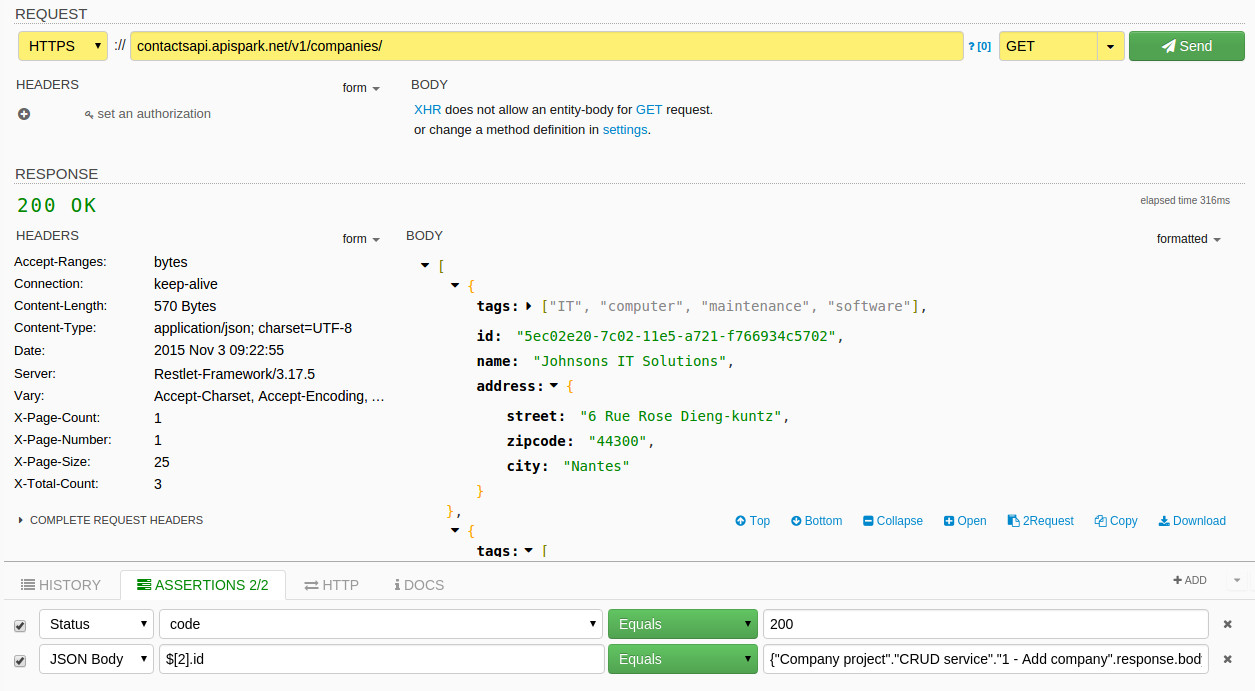 REQUEST
HTTPS :// contactsapi.apispark.net/v1/companies/ ? [0] GET Send
HEADERS form BODY
set an authorization
XHR does not allow an entity-body for GET request.
or change a method definition in settings.
RESPONSE
200 OK
elapsed time 316ms
HEADERS form BODY formatted
Accept-Ranges: bytes
Connection: keep-alive
Content-Length: 570 Bytes
Content-Type: application/json; charset=UTF-8
Date: 2015 Nov 3 09:22:55
Server: Restlet-Framework/3.17.5
Vary: Accept-Charset, Accept-Encoding, ...
X-Page-Count: 1
X-Page-Number: 1
X-Page-Size: 25
X-Total-Count: 3
COMPLETE REQUEST HEADERS
[
{
tags: ["IT", "computer", "maintenance", "software"],
id: "5ec02e20-7c02-11e5-a721-f766934c5702",
name: "Johnsons IT Solutions",
address: {
street: "6 Rue Rose Dieng-kuntz",
zipcode: "44300",
city: "Nantes"
}
},
{
tags: [
Top Bottom Collapse Open 2Request Copy Download
HISTORY ASSERTIONS 2/2 HTTP DOCS ADD
Status code Equals 200
JSON Body $[2].id Equals {"Company project"."CRUD service"."1 - Add company".response.bod